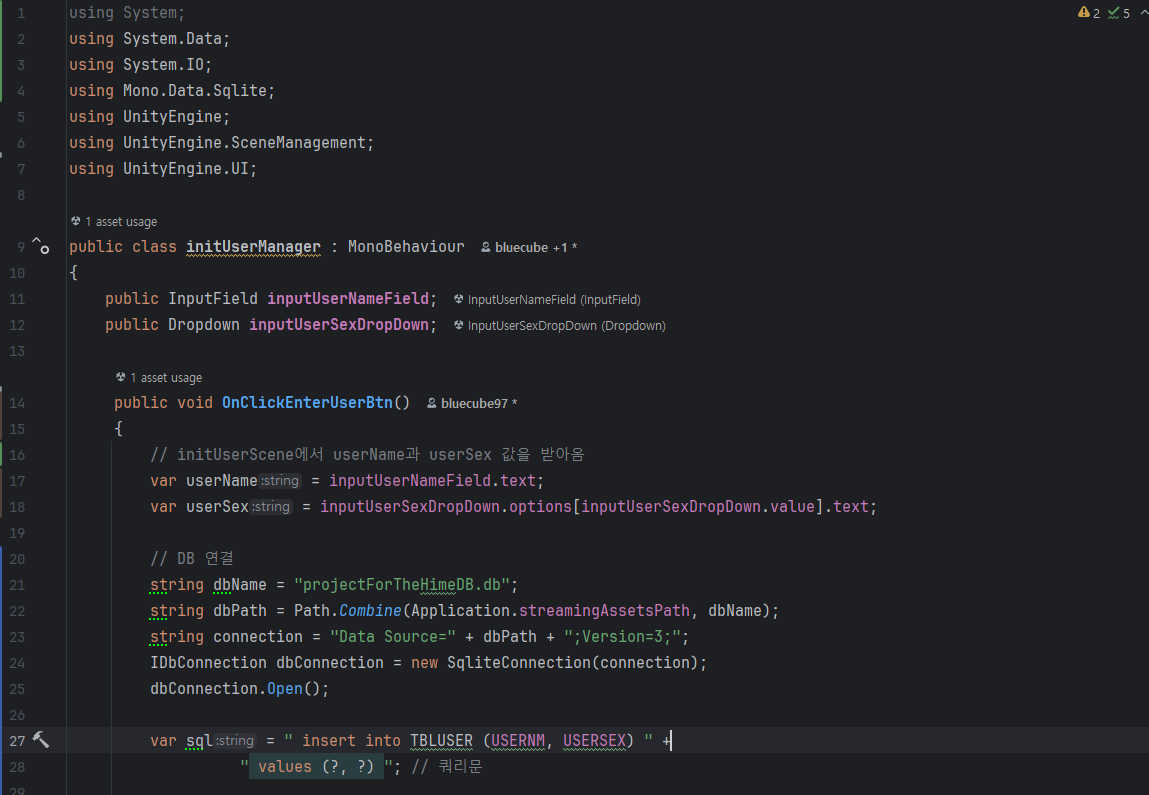 2 5
1 using System;
2 using System.Data;
3 using System.IO;
4 using Mono.Data.Sqlite;
5 using UnityEngine;
6 using UnityEngine.SceneManagement;
7 using UnityEngine.UI;
8
1 asset usage
9 public class initUserManager : MonoBehaviour bluecube +1 *
10 {
11 public InputField inputUserNameField; InputUserNameField (InputField)
12 public Dropdown inputUserSexDropDown; InputUserSexDropDown (Dropdown)
13
1 asset usage
14 public void OnClickEnterUserBtn() bluecube97 *
15 {
16 // initUserScene에서 userName과 userSex 값을 받아옴
17 var userName :string = inputUserNameField.text;
18 var userSex :string = inputUserSexDropDown.options[inputUserSexDropDown.value].text;
19
20 // DB 연결
21 string dbName = "projectForTheHimeDB.db";
22 string dbPath = Path.Combine(Application.streamingAssetsPath, dbName);
23 string connection = "Data Source=" + dbPath + ";Version=3;";
24 IDbConnection dbConnection = new SqliteConnection(connection);
25 dbConnection.Open();
26
27 var sql :string = " insert into TBLUSER (USERNM, USERSEX) " +
28 " values (?, ?) "; // 쿼리문
29